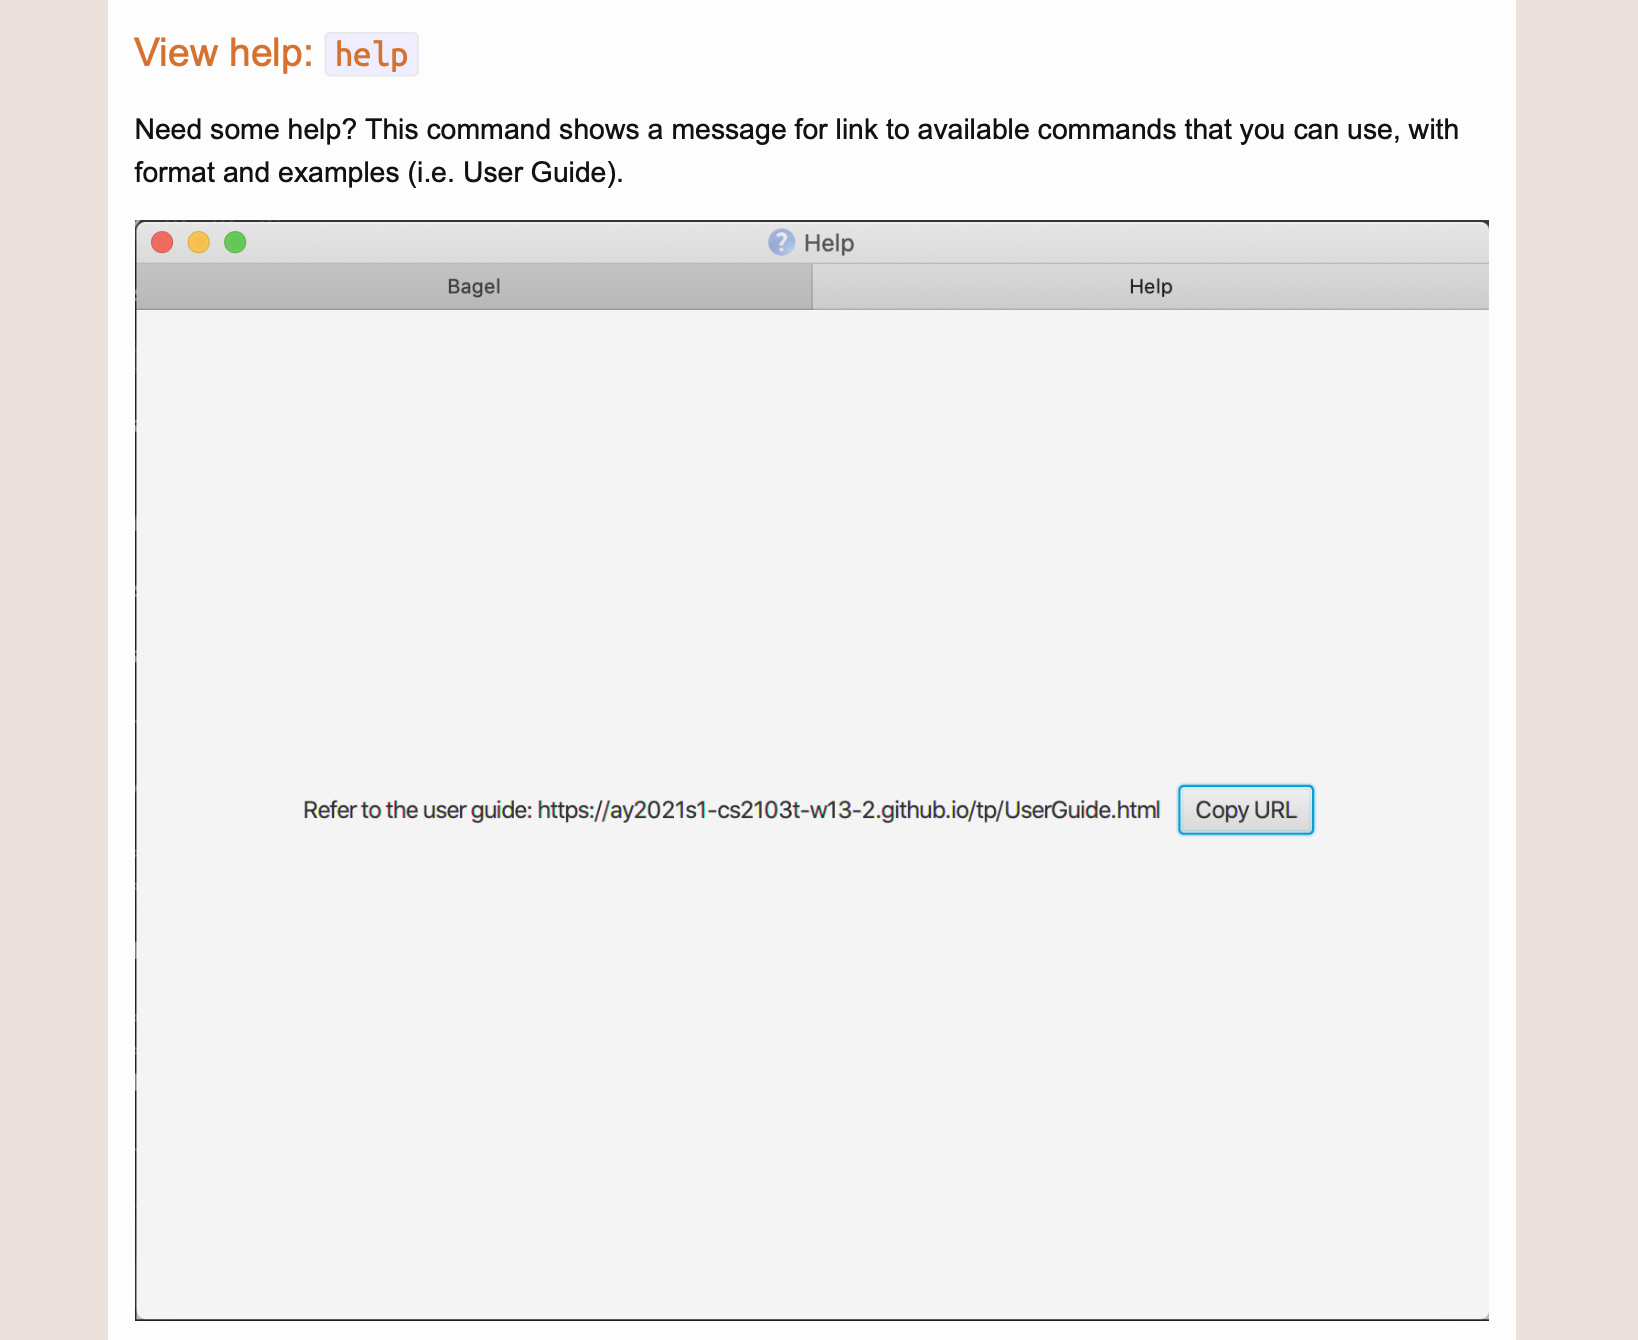 View help: help
Need some help? This command shows a message for link to available commands that you can use, with
format and examples (i.e. User Guide).
? Help
Bagel Help
Refer to the user guide: https://ay2021s1-cs2103t-w13-2.github.io/tp/UserGuide.html Copy URL